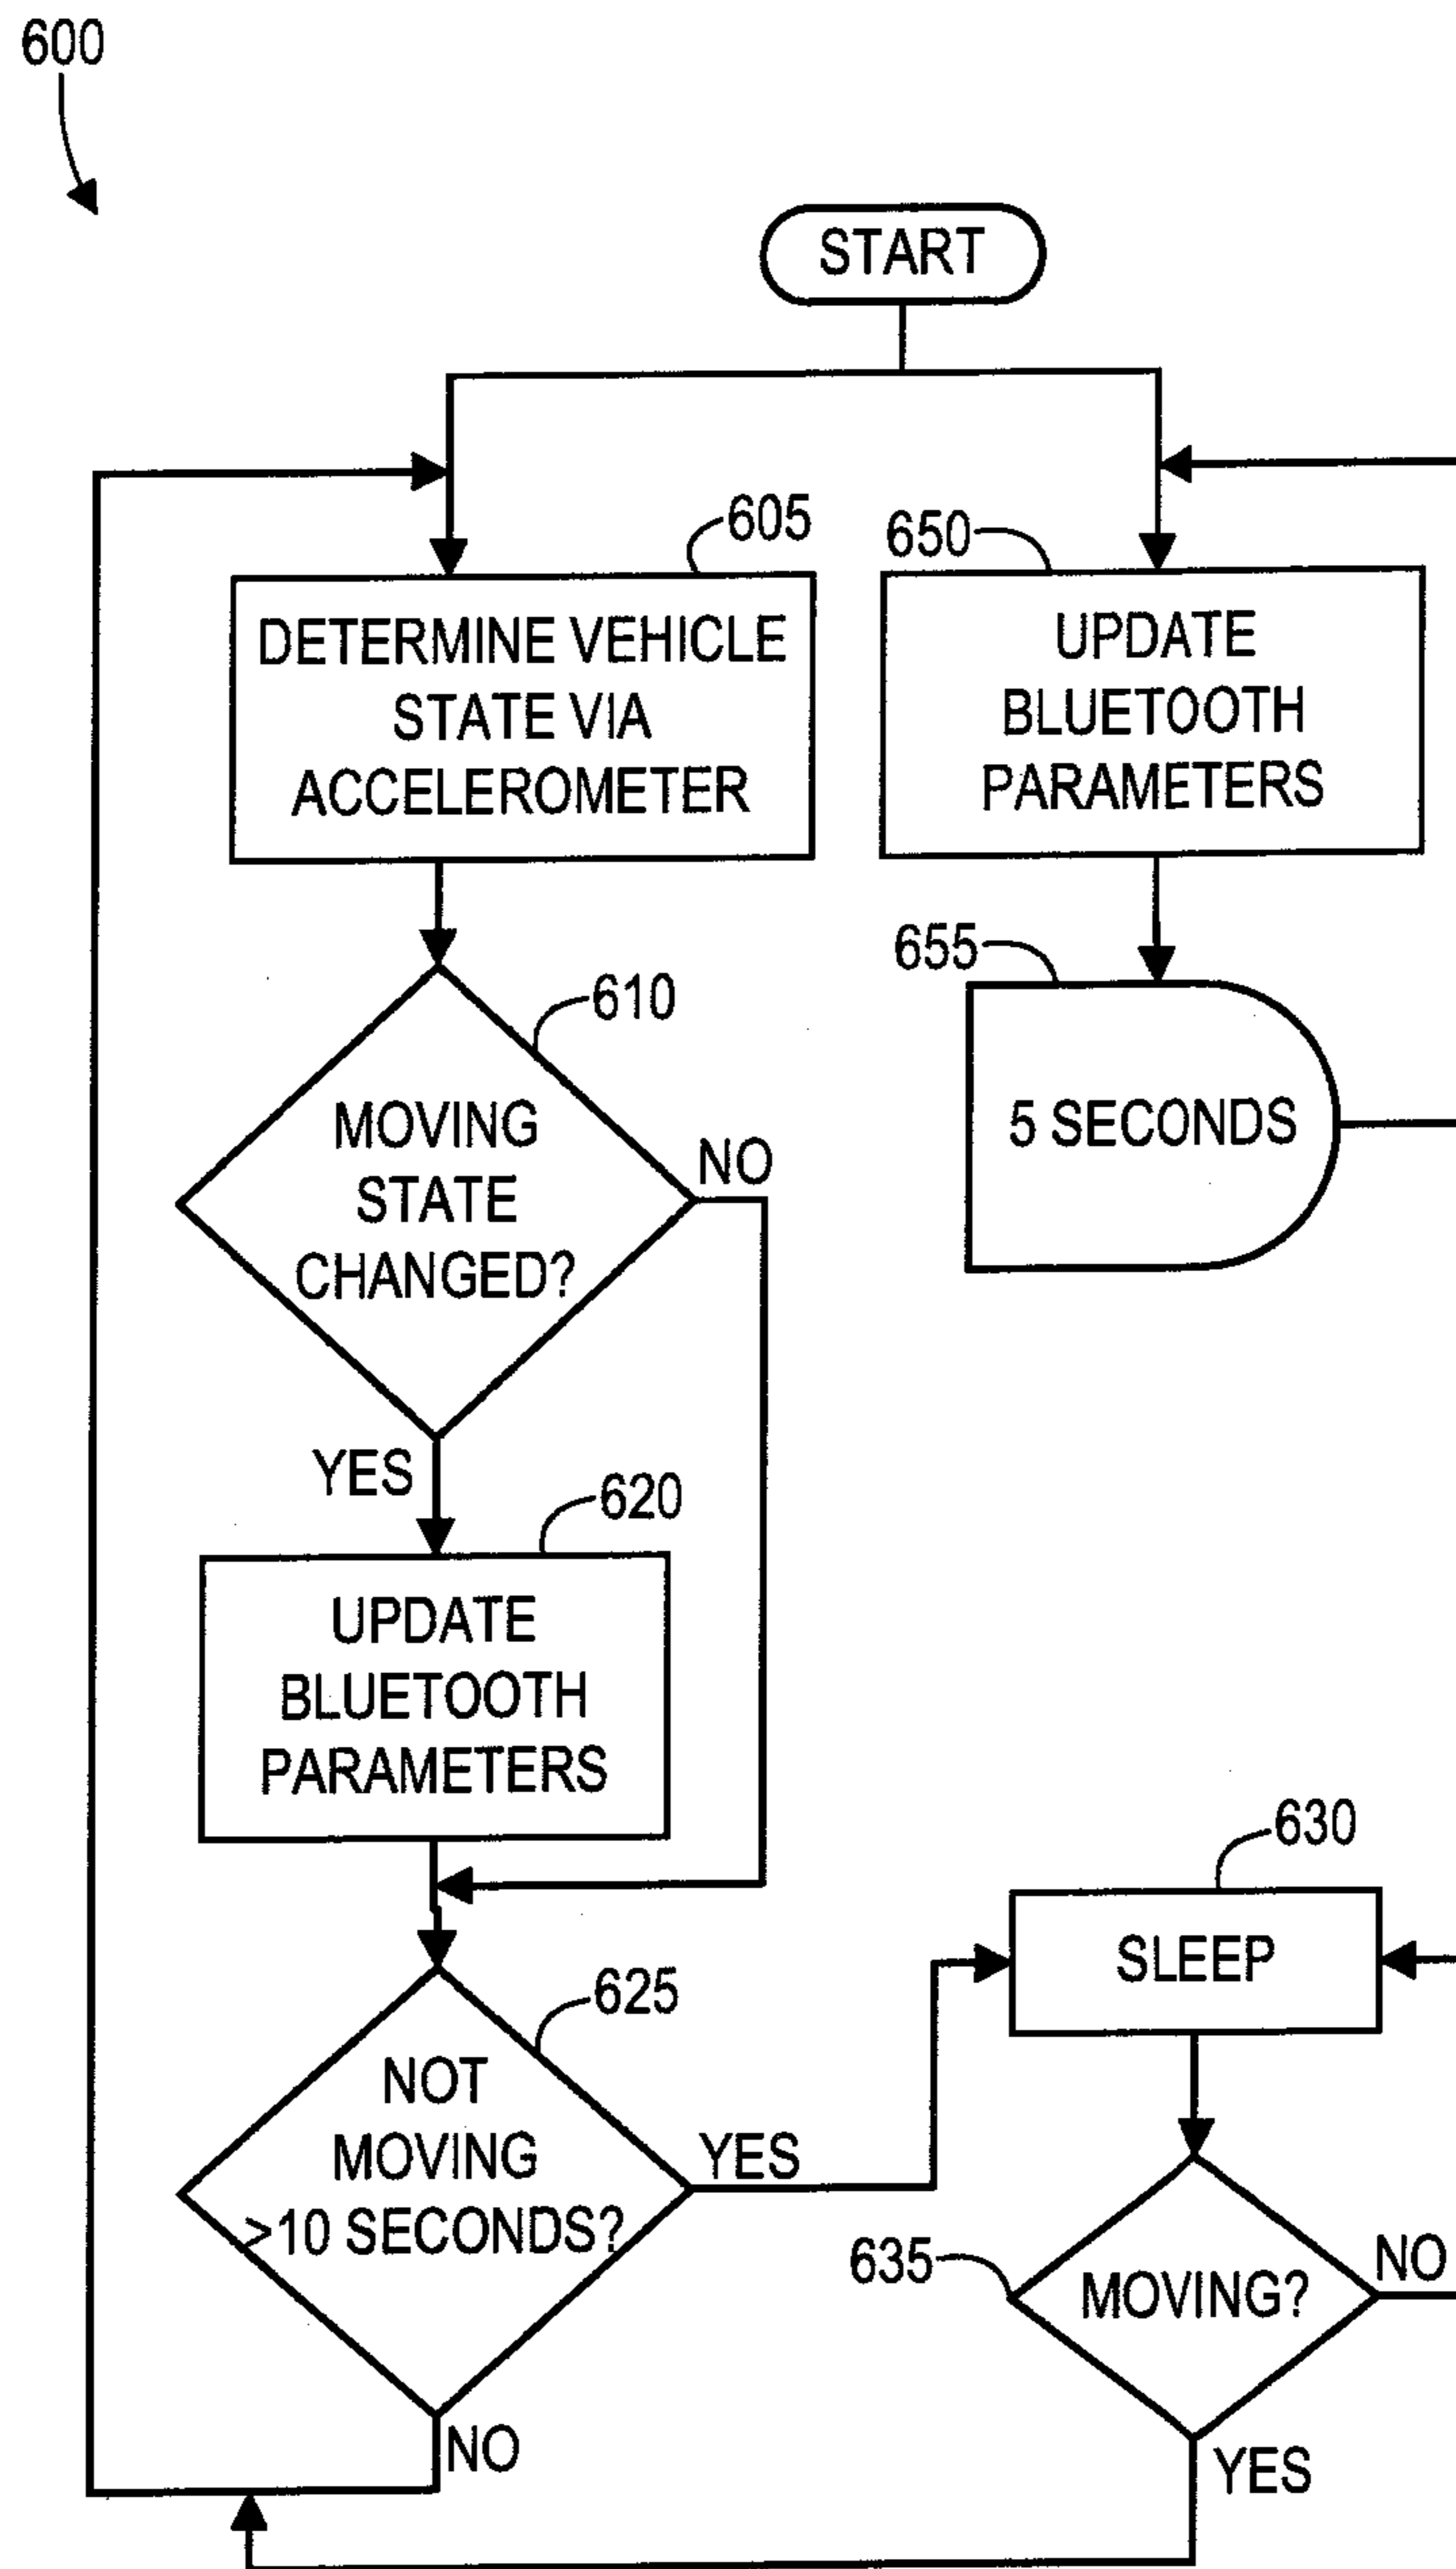 600
START
605
DETERMINE VEHICLE
STATE VIA
ACCELEROMETER
650
UPDATE
BLUETOOTH
PARAMETERS
655
5 SECONDS
610
MOVING
STATE
CHANGED?
NO
YES
620
UPDATE
BLUETOOTH
PARAMETERS
625
NOT
MOVING
>10 SECONDS?
YES
NO
630
SLEEP
635
MOVING?
NO
YES